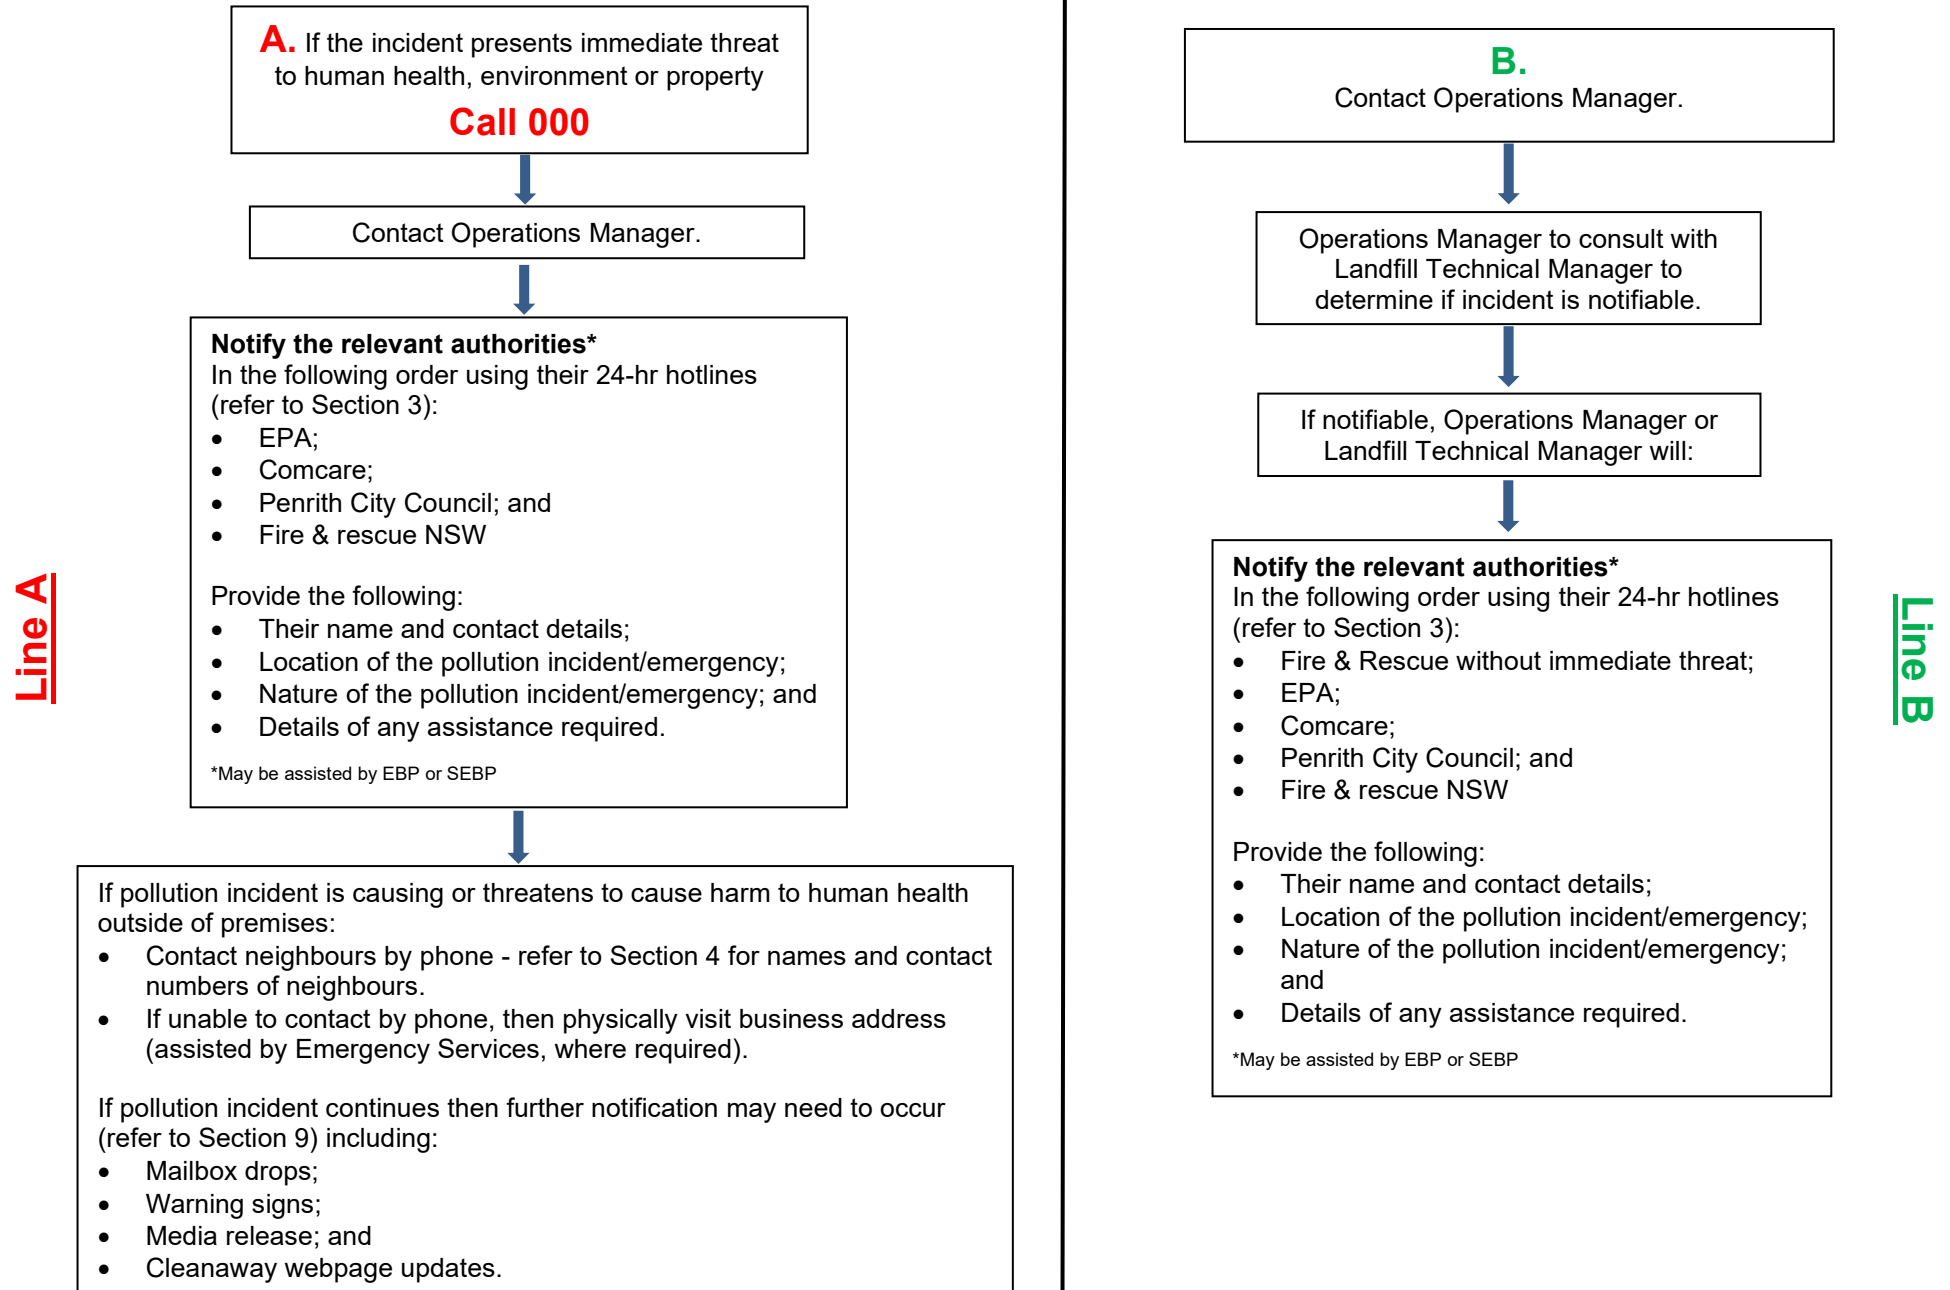 A. If the incident presents immediate threat
to human health, environment or property
Call 000
Contact Operations Manager.
Notify the relevant authorities*
In the following order using their 24-hr hotlines
(refer to Section 3):
• EPA;
• Comcare;
• Penrith City Council; and
• Fire & rescue NSW
Provide the following:
• Their name and contact details;
• Location of the pollution incident/emergency;
• Nature of the pollution incident/emergency; and
• Details of any assistance required.
*May be assisted by EBP or SEBP
Line A
If pollution incident is causing or threatens to cause harm to human health
outside of premises:
• Contact neighbours by phone - refer to Section 4 for names and contact
numbers of neighbours.
• If unable to contact by phone, then physically visit business address
(assisted by Emergency Services, where required).
If pollution incident continues then further notification may need to occur
(refer to Section 9) including:
• Mailbox drops;
• Warning signs;
• Media release; and
• Cleanaway webpage updates.
B.
Contact Operations Manager.
Operations Manager to consult with
Landfill Technical Manager to
determine if incident is notifiable.
If notifiable, Operations Manager or
Landfill Technical Manager will:
Notify the relevant authorities*
In the following order using their 24-hr hotlines
(refer to Section 3):
• Fire & Rescue without immediate threat;
• EPA;
• Comcare;
• Penrith City Council; and
• Fire & rescue NSW
Provide the following:
• Their name and contact details;
• Location of the pollution incident/emergency;
• Nature of the pollution incident/emergency;
and
• Details of any assistance required.
*May be assisted by EBP or SEBP
Line B